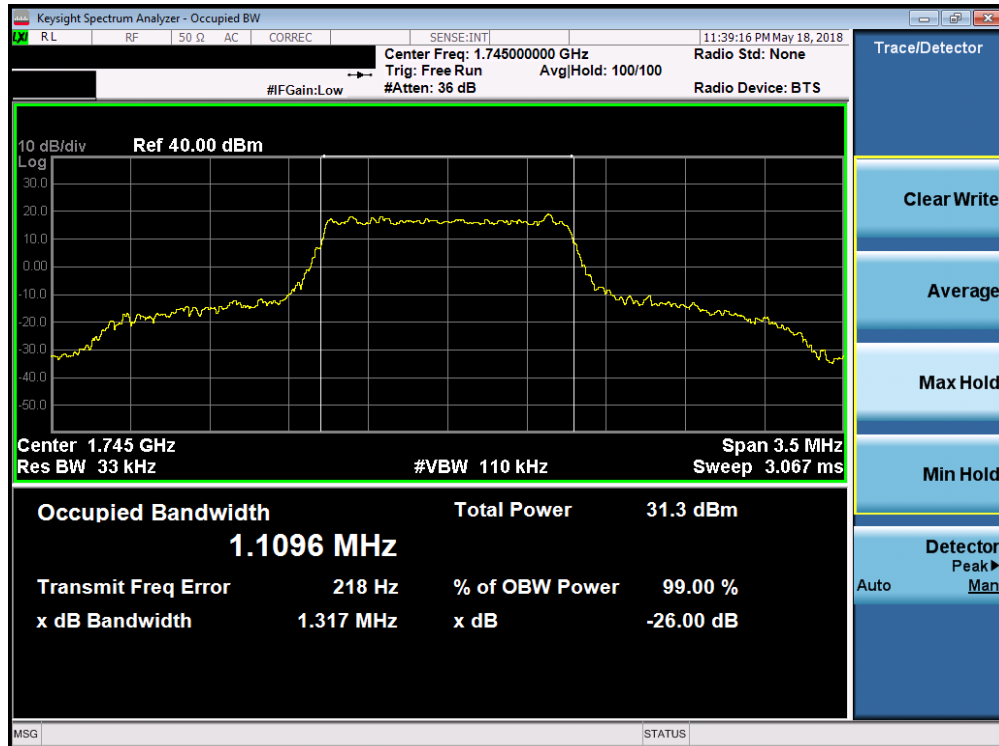 Keysight Spectrum Analyzer - Occupied BW
LXI RL RF 50 Ω AC CORREC SENSE:INT 11:39:16 PM May 18, 2018
Center Freq: 1.745000000 GHz Radio Std: None
Trig: Free Run Avg|Hold: 100/100
#IFGain:Low #Atten: 36 dB Radio Device: BTS
10 dB/div Ref 40.00 dBm
Log
30.0
20.0
10.0
0.00
-10.0
-20.0
-30.0
-40.0
-50.0
Center 1.745 GHz Span 3.5 MHz
Res BW 33 kHz #VBW 110 kHz Sweep 3.067 ms
Occupied Bandwidth Total Power 31.3 dBm
1.1096 MHz
Transmit Freq Error 218 Hz % of OBW Power 99.00 %
x dB Bandwidth 1.317 MHz x dB -26.00 dB
MSG STATUS
Trace/Detector
Clear Write
Average
Max Hold
Min Hold
Detector
Peak▶
Auto Man